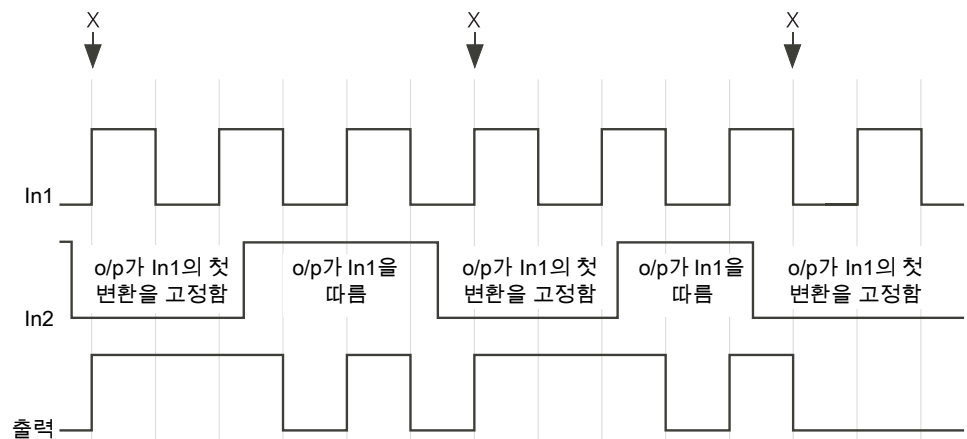 X X X
In1
o/p가 In1의 첫
변환을 고정함
o/p가 In1을
따름
o/p가 In1의 첫
변환을 고정함
o/p가 In1을
따름
o/p가 In1의 첫
변환을 고정함
In2
출력